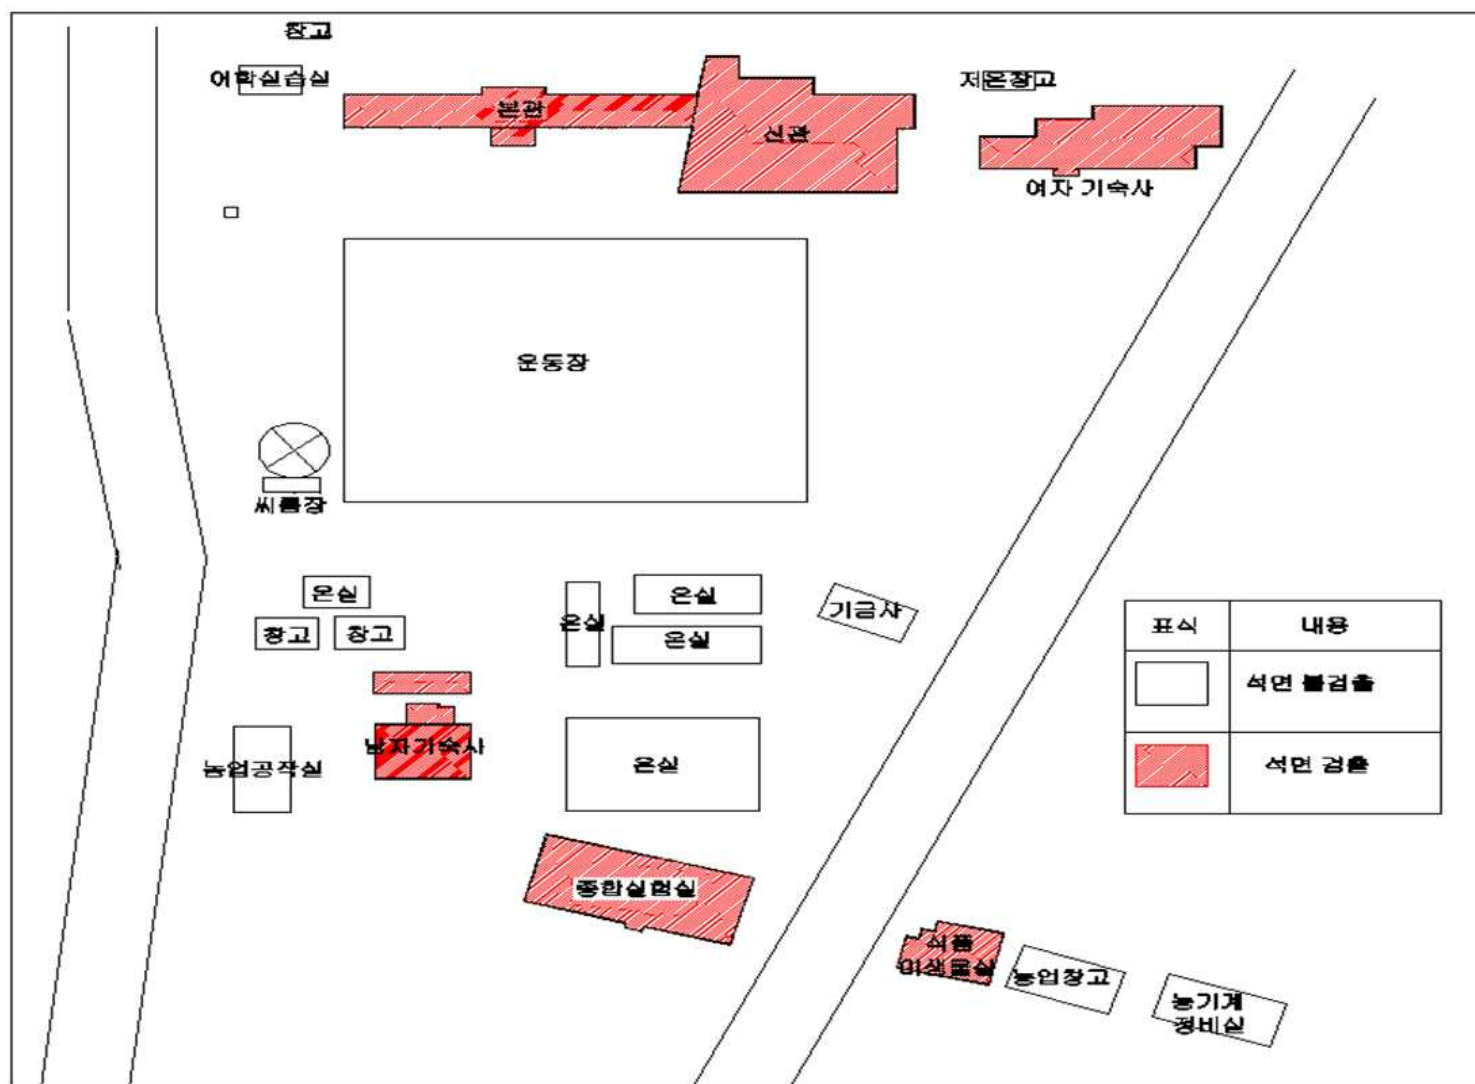 창고
어학실습실
저온창고
본관
신관
여자 기숙사
운동장
씨름장
온실
창고
창고
온실
온실
온실
기금사
표식
내용
석면 불검출
석면 검출
남자기숙사
농업공작실
온실
종합실험실
식품
미생물실
농업창고
농기계
정비실